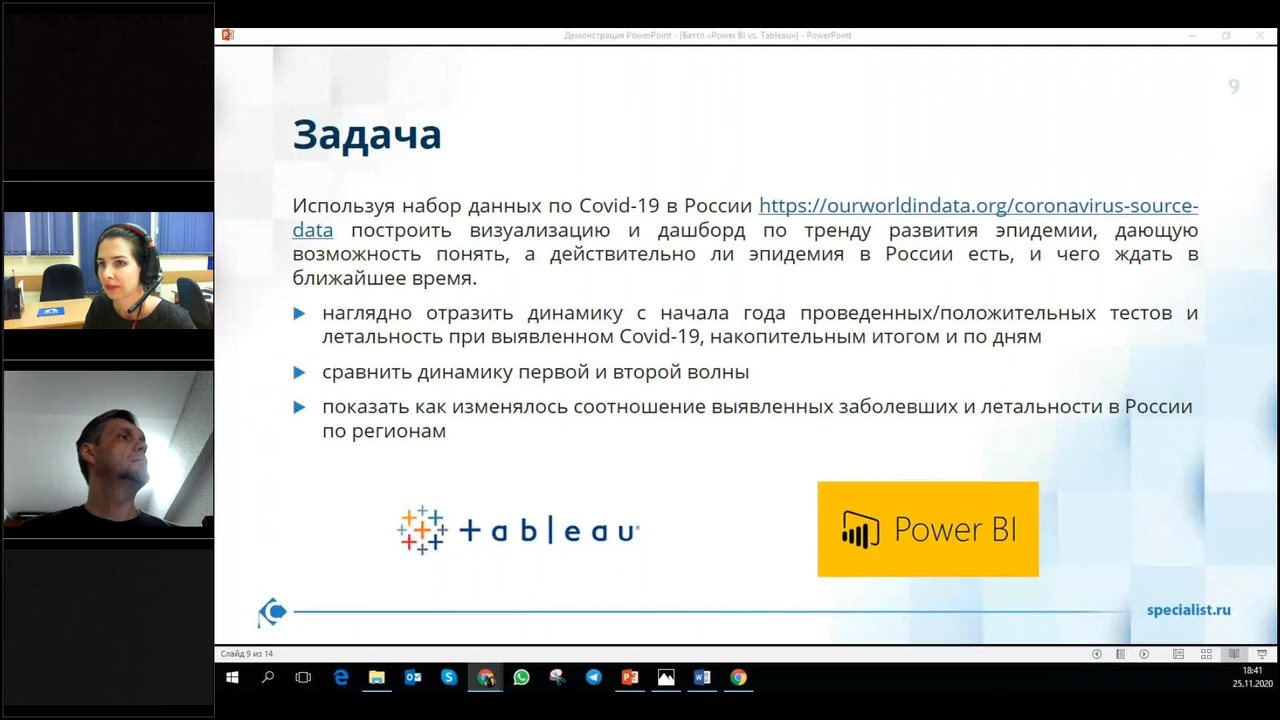 Демонстрация PowerPoint - [Баттл «Power BI vs. Tableau»] - PowerPoint
9
Задача
Используя набор данных по Covid-19 в России https://ourworldindata.org/coronavirus-source-
data построить визуализацию и дашборд по тренду развития эпидемии, дающую
возможность понять, а действительно ли эпидемия в России есть, и чего ждать в
ближайшее время.
наглядно отразить динамику с начала года проведенных/положительных тестов и
летальность при выявленном Covid-19, накопительным итогом и по дням
сравнить динамику первой и второй волны
показать как изменялось соотношение выявленных заболевших и летальности в России
по регионам
+ableau
Power BI
specialist.ru
Слайд 9 из 14
18:41
25.11.2020